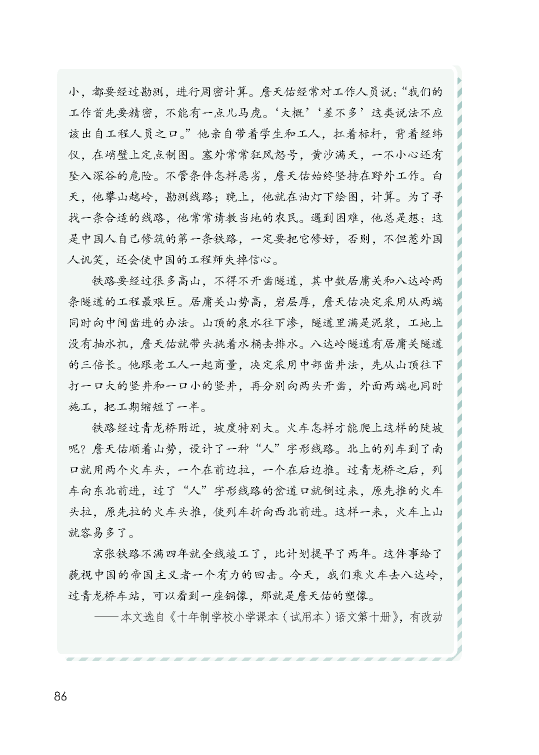 小，都要经过勘测，进行周密计算。詹天佑经常对工作人员说：“我们的
工作首先要精密，不能有一点儿马虎。‘大概’‘差不多’这类说法不应
该出自工程人员之口。”他亲自带着学生和工人，扛着标杆，背着经纬
仪，在峭壁上定点制图。塞外常常狂风怒号，黄沙满天，一不小心还有
坠入深谷的危险。不管条件怎样恶劣，詹天佑始终坚持在野外工作。白
天，他攀山越岭，勘测线路；晚上，他就在油灯下绘图，计算。为了寻
找一条合适的线路，他常常请教当地的农民。遇到困难，他总是想：这
是中国人自己修筑的第一条铁路，一定要把它修好，否则，不但惹外国
人讥笑，还会使中国的工程师失掉信心。
铁路要经过很多高山，不得不开凿隧道，其中数居庸关和八达岭两
条隧道的工程最艰巨。居庸关山势高，岩层厚，詹天佑决定采用从两端
同时向中间凿进的办法。山顶的泉水往下渗，隧道里满是泥浆，工地上
没有抽水机，詹天佑就带头挑着水桶去排水。八达岭隧道有居庸关隧道
的三倍长。他跟老工人一起商量，决定采用中部凿井法，先从山顶往下
打一口大的竖井和一口小的竖井，再分别向两头开凿，外面两端也同时
施工，把工期缩短了一半。
铁路经过青龙桥附近，坡度特别大。火车怎样才能爬上这样的陡坡
呢？詹天佑顺着山势，设计了一种“人”字形线路。北上的列车到了南
口就用两个火车头，一个在前边拉，一个在后边推。过青龙桥之后，列
车向东北前进，过了“人”字形线路的岔道口就倒过来，原先推的火车
头拉，原先拉的火车头推，使列车折向西北前进。这样一来，火车上山
就容易多了。
京张铁路不满四年就全线竣工了，比计划提早了两年。这件事给了
藐视中国的帝国主义者一个有力的回击。今天，我们乘火车去八达岭，
过青龙桥车站，可以看到一座铜像，那就是詹天佑的塑像。
——本文选自《十年制学校小学课本（试用本）语文第十册》，有改动
86